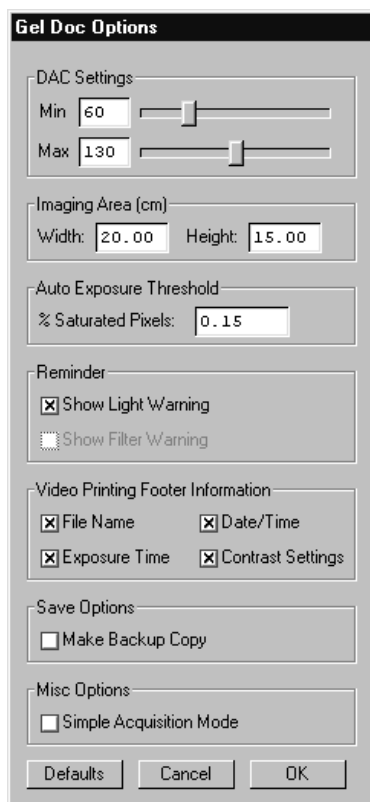 Gel Doc Options
DAC Settings
Min 60
Max 130
Imaging Area (cm)
Width: 20.00 Height: 15.00
Auto Exposure Threshold
% Saturated Pixels: 0.15
Reminder
Show Light Warning
Show Filter Warning
Video Printing Footer Information
File Name Date/Time
Exposure Time Contrast Settings
Save Options
Make Backup Copy
Misc Options
Simple Acquisition Mode
Defaults Cancel OK